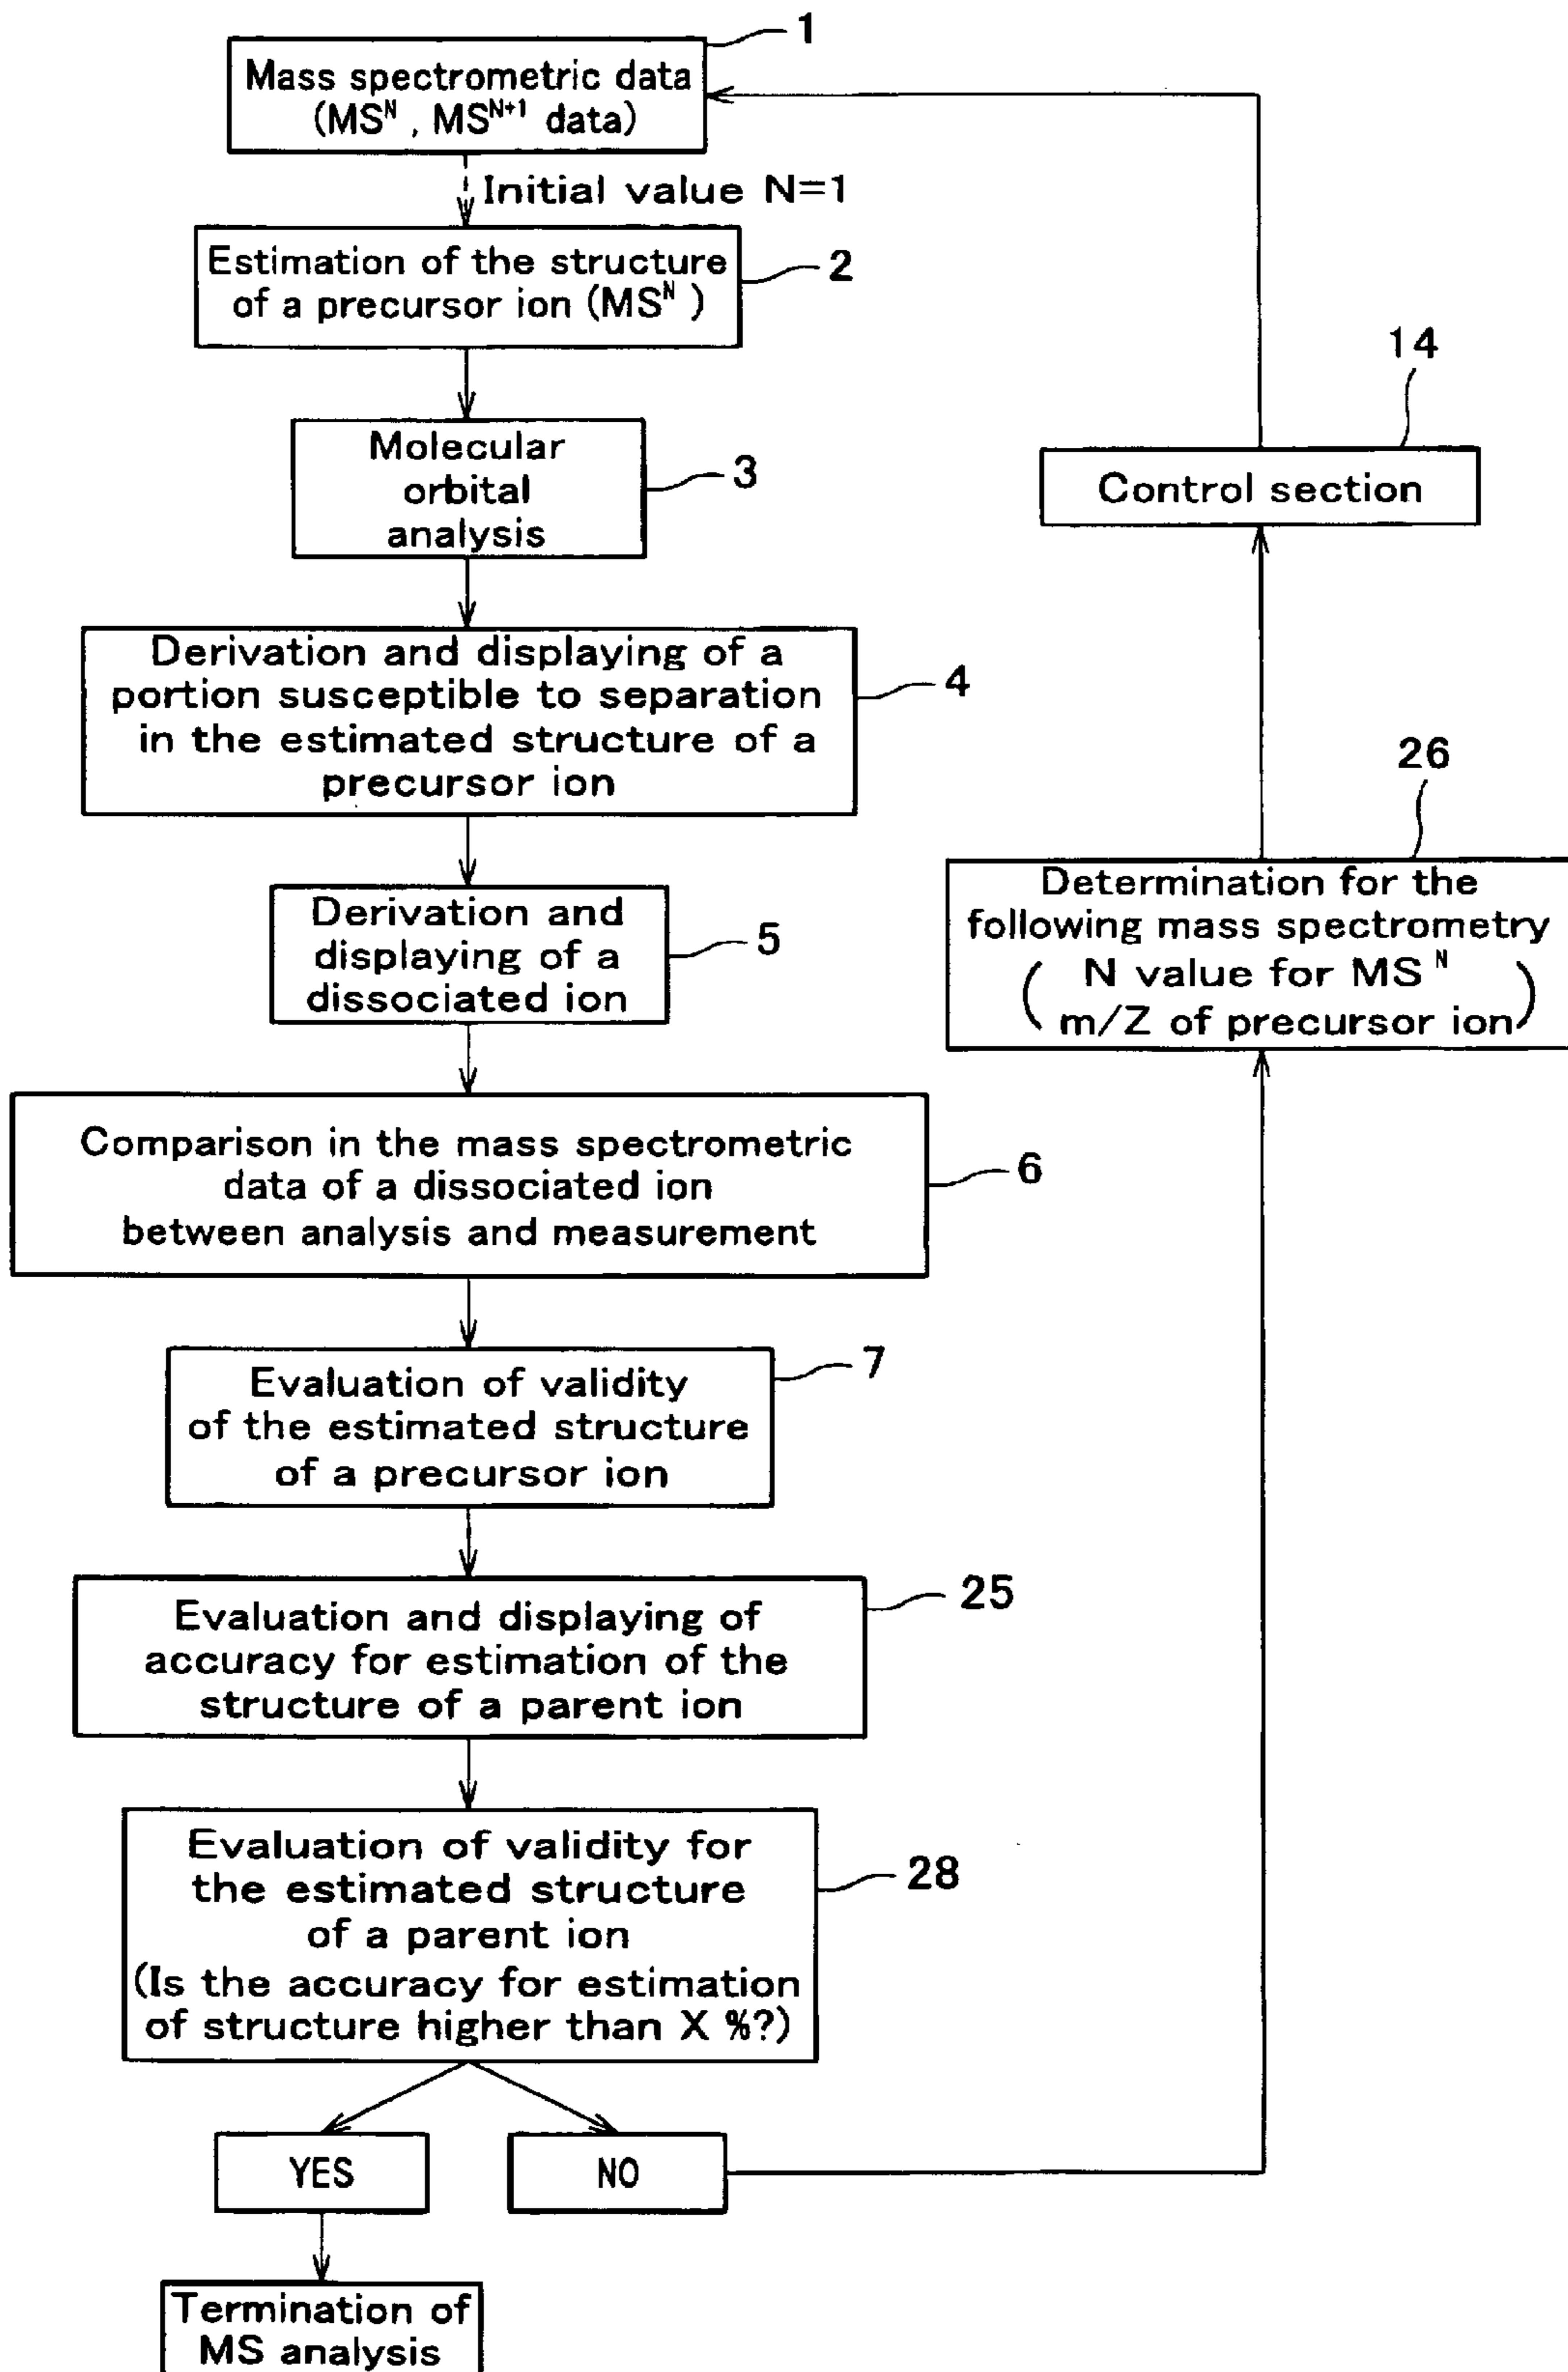 1
Mass spectrometric data
(MS^N , MS^N+1 data)
Initial value N=1
Estimation of the structure
of a precursor ion (MS^N )
2
Molecular
orbital
analysis
3
14
Control section
Derivation and displaying of a
portion susceptible to separation
in the estimated structure of a
precursor ion
4
26
Determination for the
following mass spectrometry
( N value for MS^N
m/Z of precursor ion )
Derivation and
displaying of a
dissociated ion
5
Comparison in the mass spectrometric
data of a dissociated ion
between analysis and measurement
6
Evaluation of validity
of the estimated structure
of a precursor ion
7
Evaluation and displaying of
accuracy for estimation of the
structure of a parent ion
25
Evaluation of validity for
the estimated structure
of a parent ion
(Is the accuracy for estimation
of structure higher than X %?)
28
YES
NO
Termination of
MS analysis